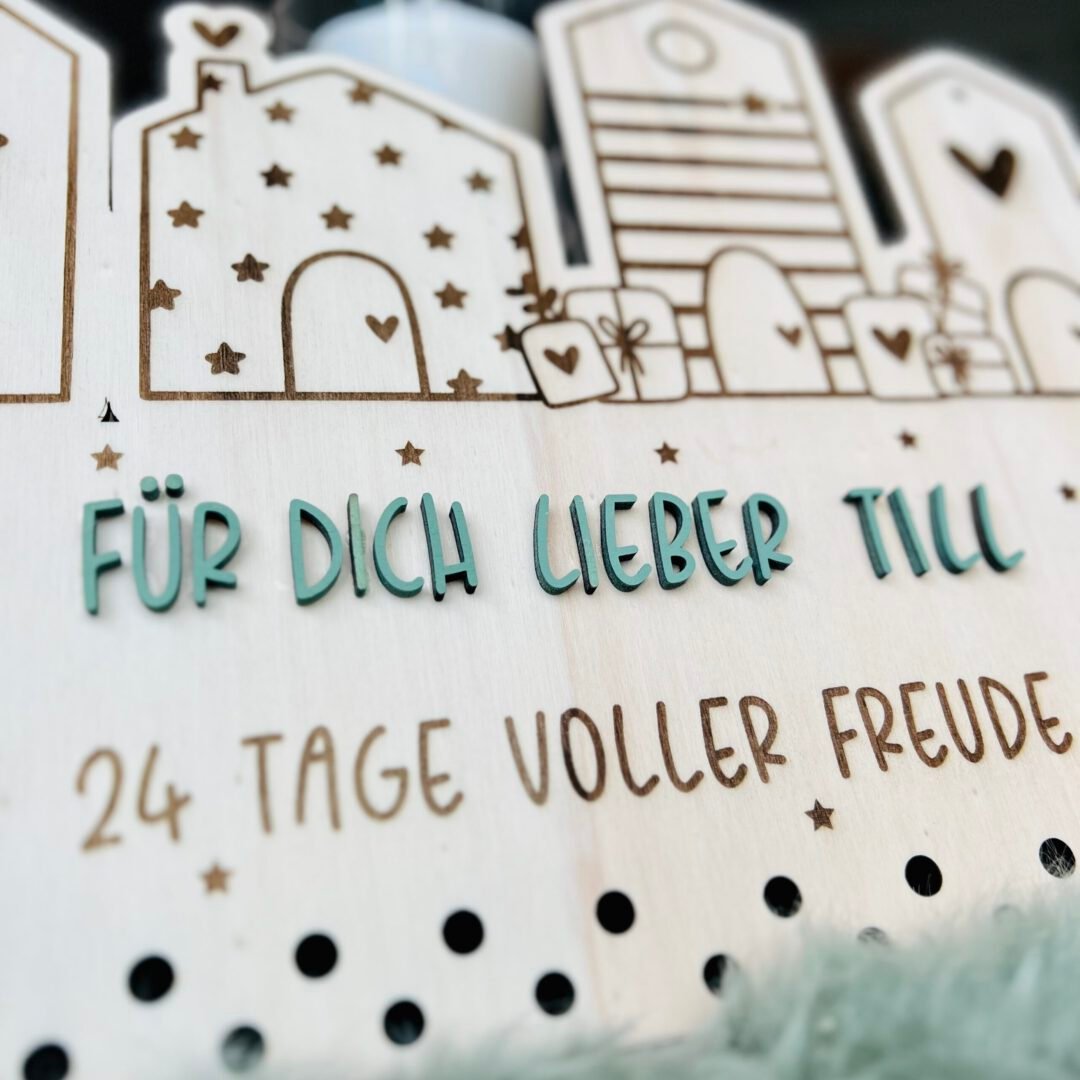 FÜR DICH LIEBER TILL
24 TAGE VOLLER FREUDE